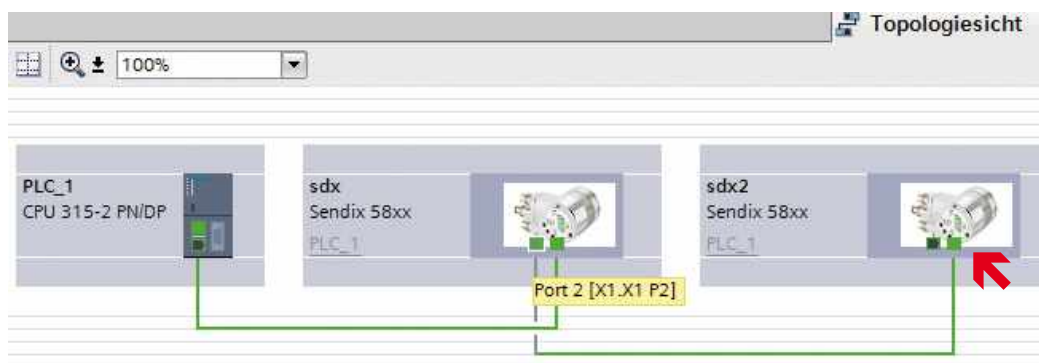 Topologiesicht
100%
PLC_1
CPU 315-2 PN/DP
sdx
Sendix 58xx
PLC_1
sdx2
Sendix 58xx
PLC_1
Port 2 [X1.X1 P2]